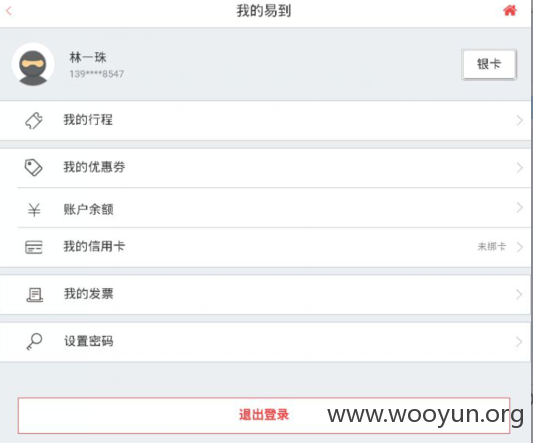 我的易到
林一珠
139****8547
银卡
我的行程
我的优惠券
账户余额
我的信用卡
未绑卡
我的发票
设置密码
退出登录
www.wooyun.org